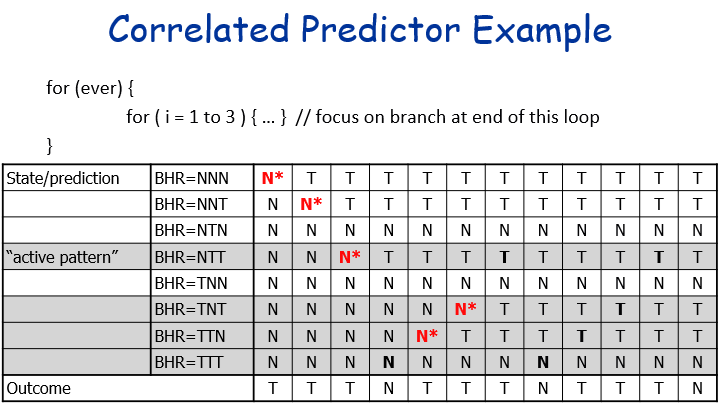 Correlated Predictor Example
for (ever) {
for ( i = 1 to 3 ) { … }  // focus on branch at end of this loop
}
State/prediction BHR=NNN N* T T T T T T T T T T T
BHR=NNT N N* T T T T T T T T T T
BHR=NTN N N N N N N N N N N N N
“active pattern” BHR=NTT N N N* T T T T T T T T T
BHR=TNN N N N N N N N N N N N N
BHR=TNT N N N N N N* T T T T T T
BHR=TTN N N N N N* T T T T T T T
BHR=TTT N N N N N N N N N N N N
Outcome T T T N T T T N T T T N